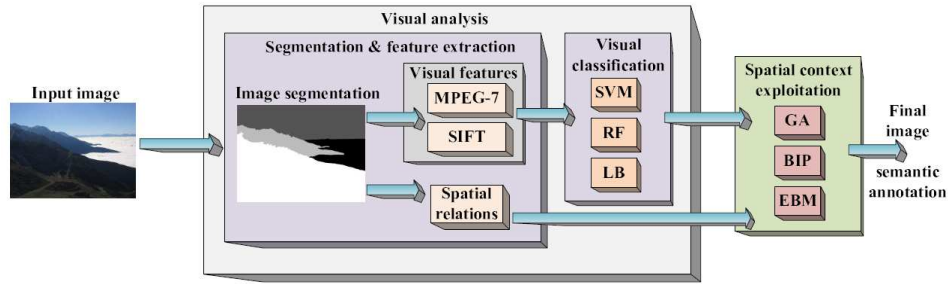 Visual analysis
Segmentation & feature extraction
Visual
classification
Visual features
Spatial context
exploitation
Input image
Image segmentation
MPEG-7
SIFT
SVM
RF
LB
GA
BIP
EBM
Spatial
relations
Final
image
semantic
annotation